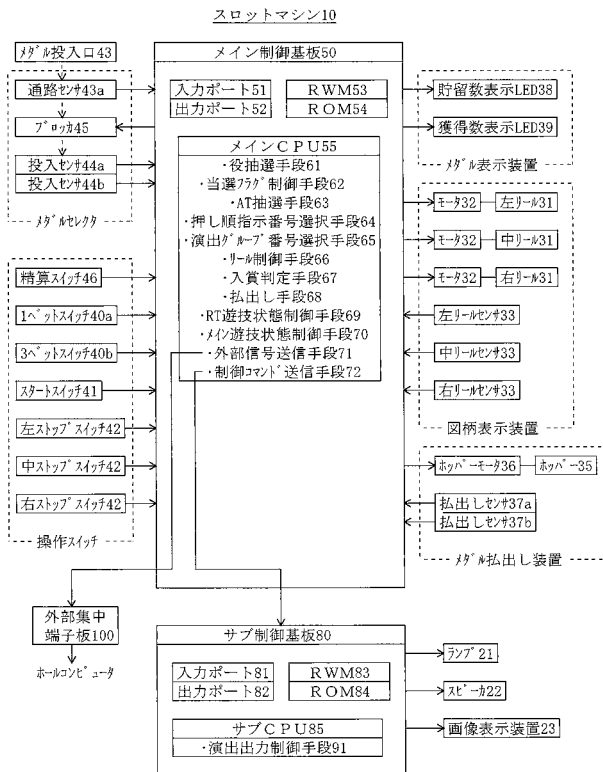 スロットマシン10
メダル投入口43
通路センサ43a
ブロッカ45
投入センサ44a
投入センサ44b
メダルセレクタ
精算スイッチ46
1ベットスイッチ40a
3ベットスイッチ40b
スタートスイッチ41
左ストップスイッチ42
中ストップスイッチ42
右ストップスイッチ42
操作スイッチ
メイン制御基板50
入力ポート51
RWM53
出力ポート52
ROM54
メインCPU55
・役抽選手段61
・当選フラグ制御手段62
・AT抽選手段63
・押し順指示番号選択手段64
・演出グループ番号選択手段65
・リール制御手段66
・入賞判定手段67
・払出し手段68
・RT遊技状態制御手段69
・メイン遊技状態制御手段70
・外部信号送信手段71
・制御コマンド送信手段72
貯留数表示LED38
獲得数表示LED39
メダル表示装置
モータ32
左リール31
モータ32
中リール31
モータ32
右リール31
左リールセンサ33
中リールセンサ33
右リールセンサ33
図柄表示装置
ホッパーモータ36
ホッパー35
払出しセンサ37a
払出しセンサ37b
メダル払出し装置
外部集中
端子板100
ホールコンピュータ
サブ制御基板80
入力ポート81
RWM83
出力ポート82
ROM84
サブCPU85
・演出出力制御手段91
ランプ21
スピーカ22
画像表示装置23